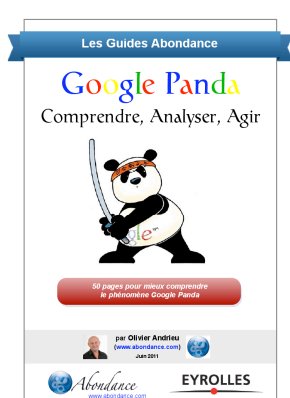 Les Guides Abondance
Google Panda
Comprendre, Analyser, Agir
gle
50 pages pour mieux comprendre
le phénomène Google Panda
par Olivier Andrieu
(www.abondance.com)
Juin 2011
Abondance
www.abondance.com
EYROLLES